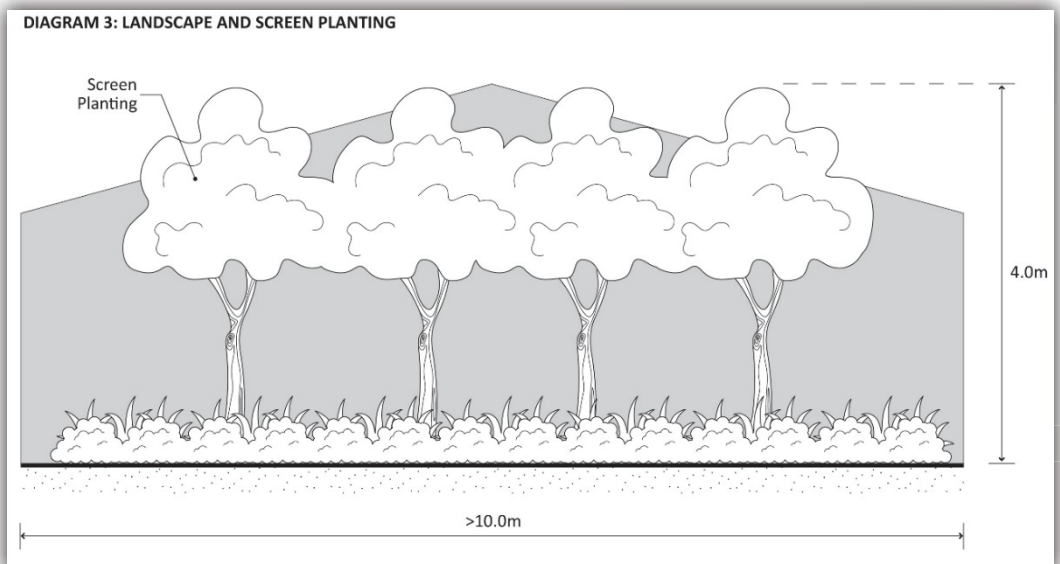 DIAGRAM 3: LANDSCAPE AND SCREEN PLANTING
Screen
Planting
4.0m
>10.0m